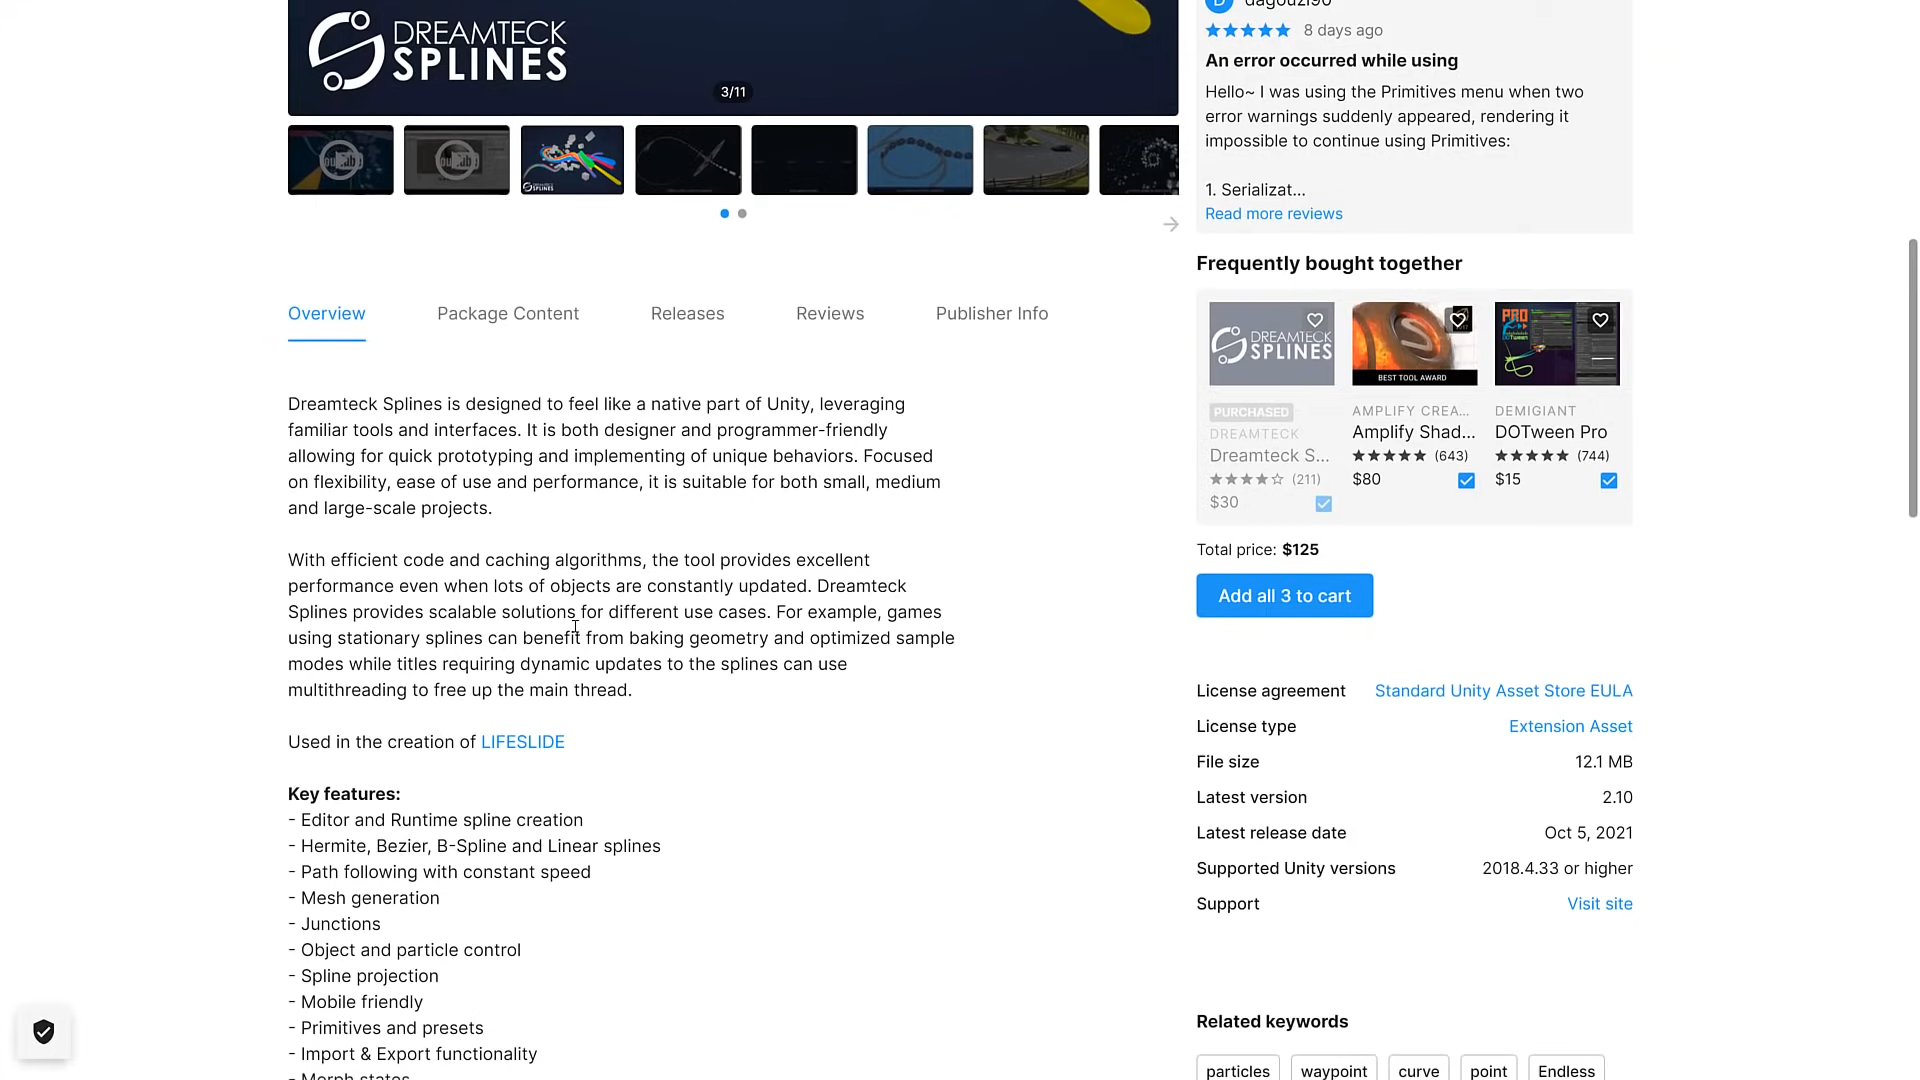 DREAMTECK
SPLINES
3/11
SPLINES
Overview
Package Content
Releases
Reviews
Publisher Info
Dreamteck Splines is designed to feel like a native part of Unity, leveraging
familiar tools and interfaces. It is both designer and programmer-friendly
allowing for quick prototyping and implementing of unique behaviors. Focused
on flexibility, ease of use and performance, it is suitable for both small, medium
and large-scale projects.
With efficient code and caching algorithms, the tool provides excellent
performance even when lots of objects are constantly updated. Dreamteck
Splines provides scalable solutions for different use cases. For example, games
using stationary splines can benefit from baking geometry and optimized sample
modes while titles requiring dynamic updates to the splines can use
multithreading to free up the main thread.
Used in the creation of LIFESLIDE
Key features:
- Editor and Runtime spline creation
- Hermite, Bezier, B-Spline and Linear splines
- Path following with constant speed
- Mesh generation
- Junctions
- Object and particle control
- Spline projection
- Mobile friendly
- Primitives and presets
- Import & Export functionality
- Morph states
D
dagouzi90
8 days ago
An error occurred while using
Hello~ I was using the Primitives menu when two
error warnings suddenly appeared, rendering it
impossible to continue using Primitives:
1. Serializat...
Read more reviews
Frequently bought together
DREAMTECK
SPLINES
PURCHASED
DREAMTECK
Dreamteck S...
(211)
$30
BEST TOOL AWARD
AMPLIFY CREA...
Amplify Shad...
(643)
$80
PRO
DOTween
DEMIGIANT
DOTween Pro
(744)
$15
Total price: $125
Add all 3 to cart
License agreement Standard Unity Asset Store EULA
License type Extension Asset
File size 12.1 MB
Latest version 2.10
Latest release date Oct 5, 2021
Supported Unity versions 2018.4.33 or higher
Support Visit site
Related keywords
particles
waypoint
curve
point
Endless